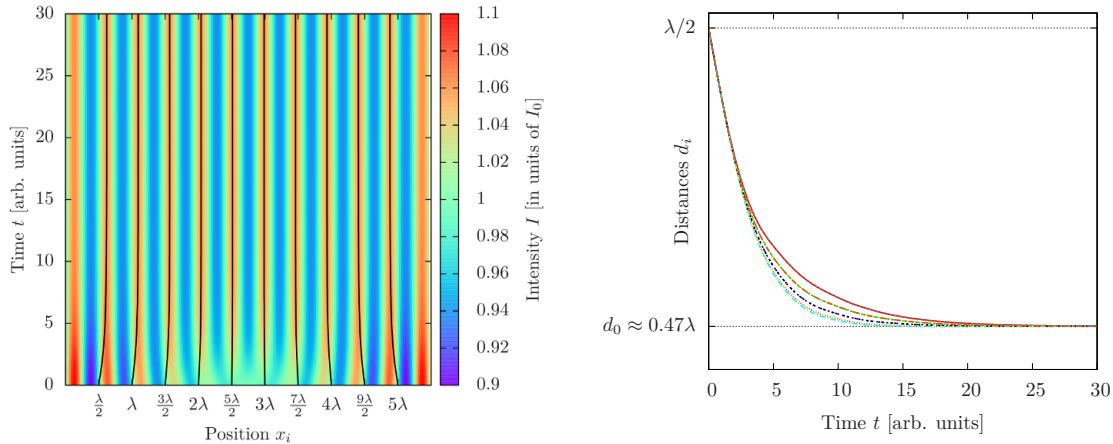 30
25
20
15
10
5
0
Time t [arb. units]
λ/2 λ 3λ/2 2λ 5λ/2 3λ 7λ/2 4λ 9λ/2 5λ
Position x_i
1.1
1.08
1.06
1.04
1.02
1
0.98
0.96
0.94
0.92
0.9
Intensity I [in units of I_0]
λ/2
Distances d_i
d_0 ≈ 0.47λ
0 5 10 15 20 25 30
Time t [arb. units]